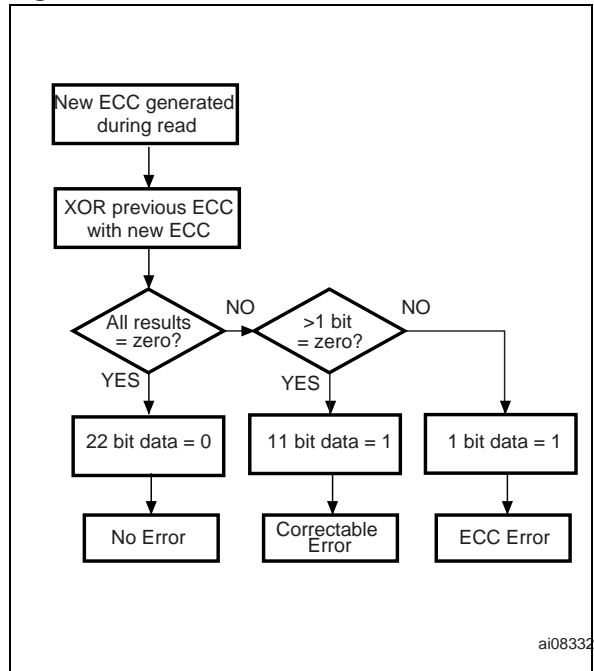 New ECC generated
during read
XOR previous ECC
with new ECC
All results
= zero?
NO
>1 bit
= zero?
NO
YES
YES
22 bit data = 0
11 bit data = 1
1 bit data = 1
No Error
Correctable
Error
ECC Error
ai08332